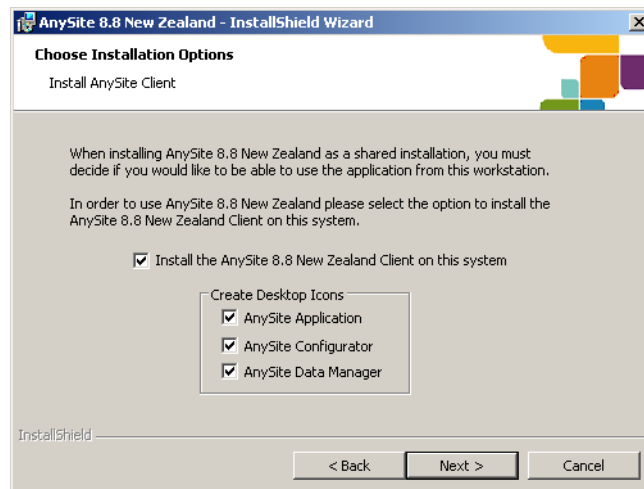 AnySite 8.8 New Zealand - InstallShield Wizard
Choose Installation Options
Install AnySite Client
When installing AnySite 8.8 New Zealand as a shared installation, you must
decide if you would like to be able to use the application from this workstation.
In order to use AnySite 8.8 New Zealand please select the option to install the
AnySite 8.8 New Zealand Client on this system.
Install the AnySite 8.8 New Zealand Client on this system
Create Desktop Icons
AnySite Application
AnySite Configurator
AnySite Data Manager
InstallShield
< Back Next > Cancel